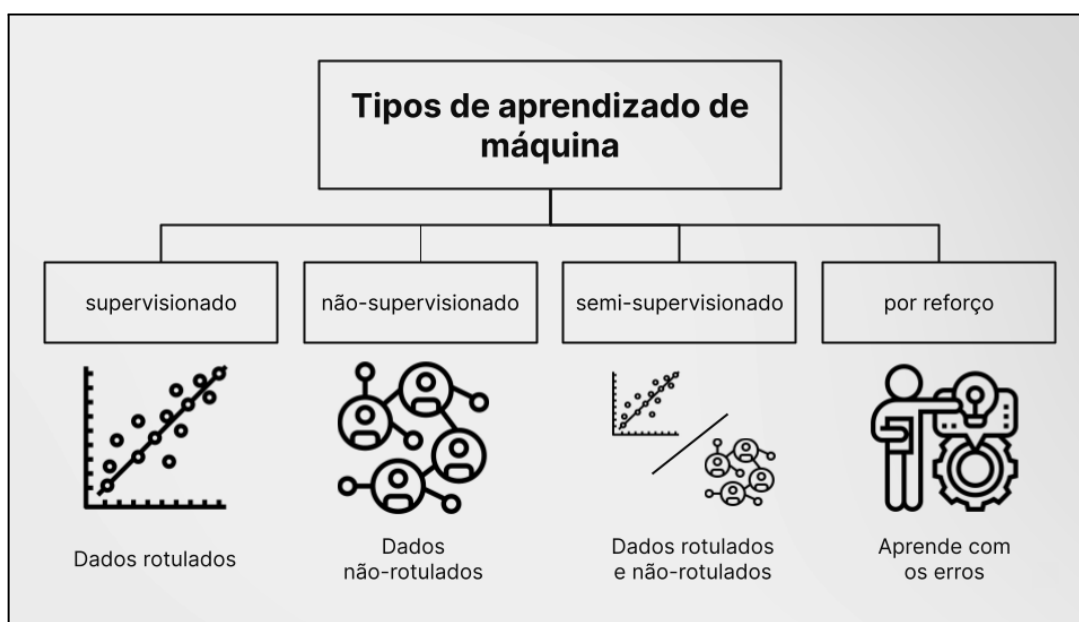 Tipos de aprendizado de
máquina
supervisionado
não-supervisionado
semi-supervisionado
por reforço
Dados rotulados
Dados
não-rotulados
Dados rotulados
e não-rotulados
Aprende com
os erros